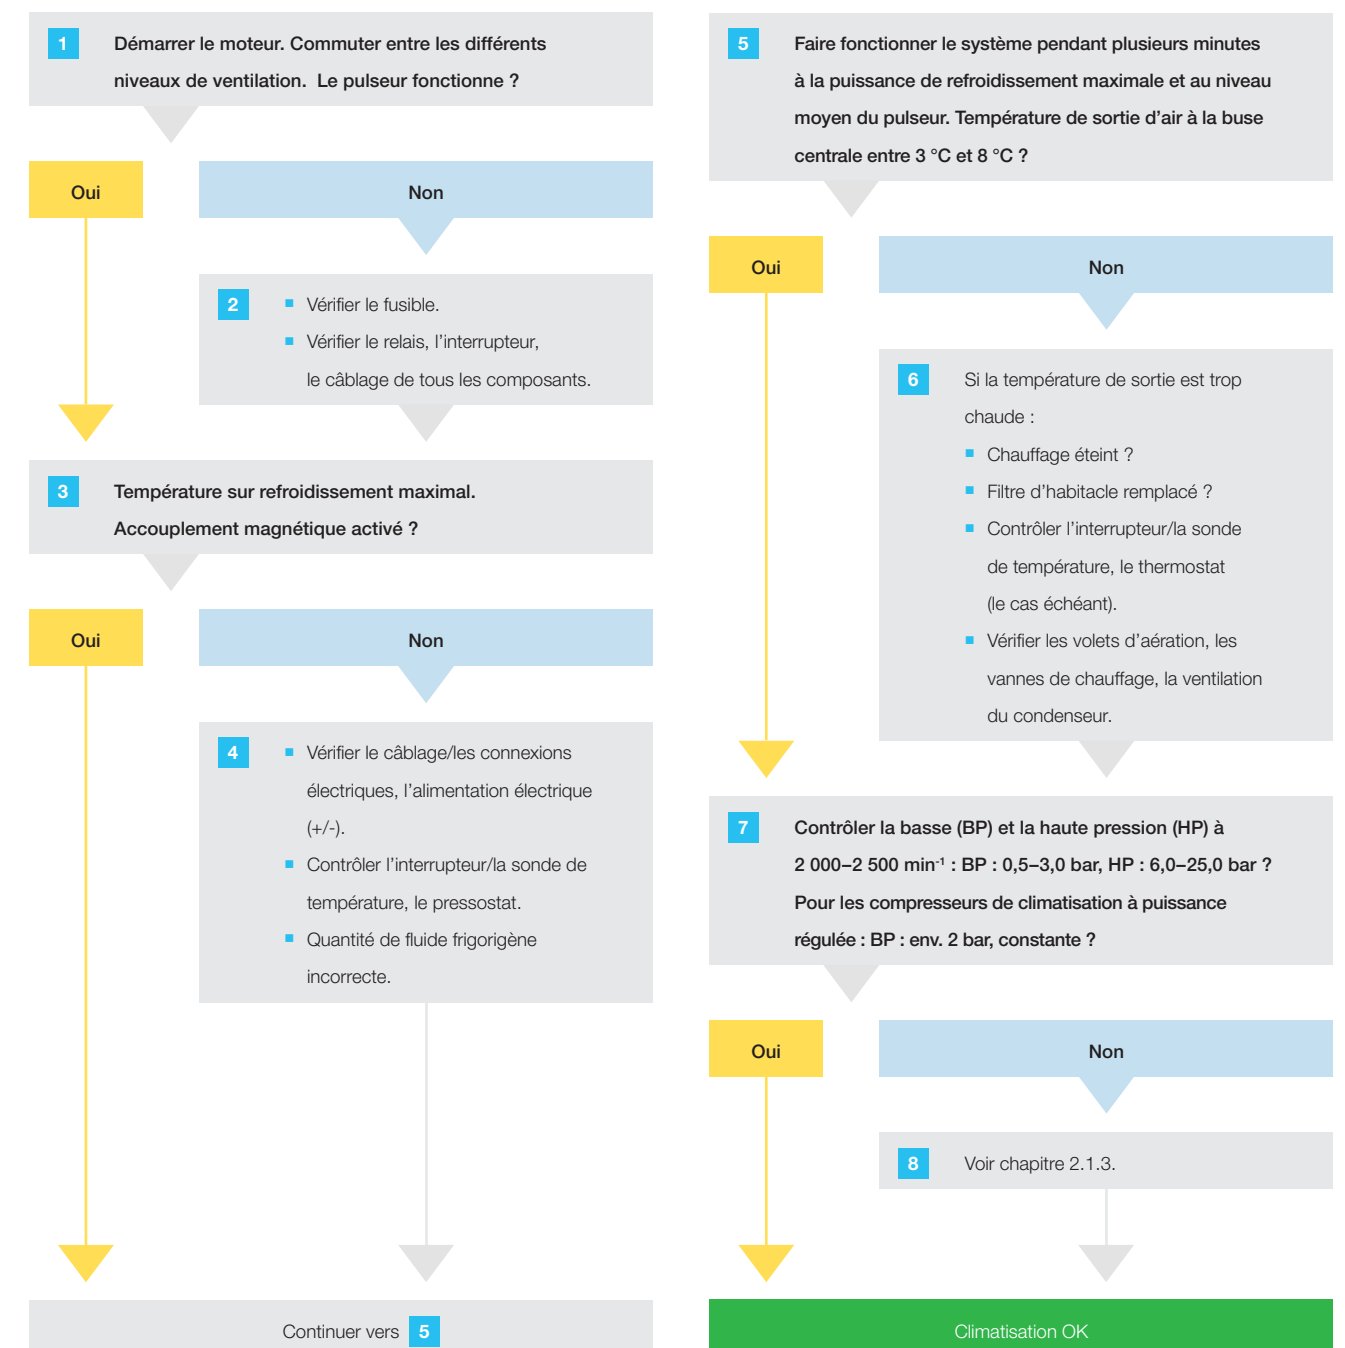 1 Démarrer le moteur. Commuter entre les différents
niveaux de ventilation. Le pulseur fonctionne ?
Oui
Non
2 ▪ Vérifier le fusible.
▪ Vérifier le relais, l’interrupteur,
le câblage de tous les composants.
3 Température sur refroidissement maximal.
Accouplement magnétique activé ?
Oui
Non
4 ▪ Vérifier le câblage/les connexions
électriques, l’alimentation électrique
(+/-).
▪ Contrôler l’interrupteur/la sonde de
température, le pressostat.
▪ Quantité de fluide frigorigène
incorrecte.
Continuer vers 5
5 Faire fonctionner le système pendant plusieurs minutes
à la puissance de refroidissement maximale et au niveau
moyen du pulseur. Température de sortie d’air à la buse
centrale entre 3 °C et 8 °C ?
Oui
Non
6 Si la température de sortie est trop
chaude :
▪ Chauffage éteint ?
▪ Filtre d’habitacle remplacé ?
▪ Contrôler l’interrupteur/la sonde
de température, le thermostat
(le cas échéant).
▪ Vérifier les volets d’aération, les
vannes de chauffage, la ventilation
du condenseur.
7 Contrôler la basse (BP) et la haute pression (HP) à
2 000–2 500 min⁻¹ : BP : 0,5–3,0 bar, HP : 6,0–25,0 bar ?
Pour les compresseurs de climatisation à puissance
régulée : BP : env. 2 bar, constante ?
Oui
Non
8 Voir chapitre 2.1.3.
Climatisation OK